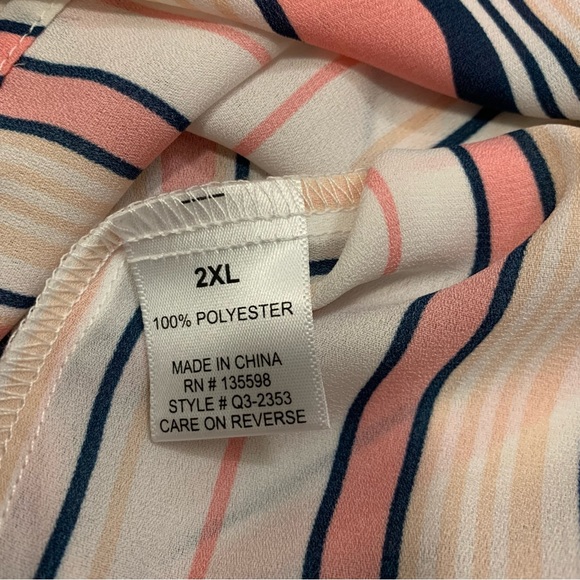 2XL
100% POLYESTER
MADE IN CHINA
RN # 135598
STYLE # Q3-2353
CARE ON REVERSE